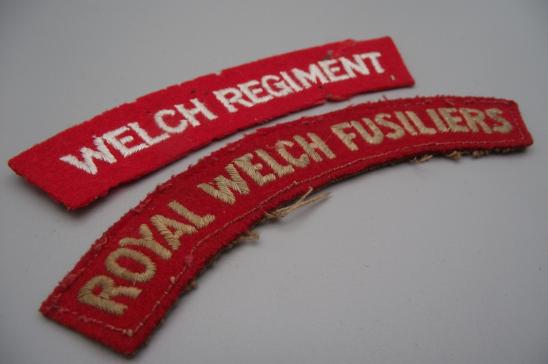 WELCH REGIMENT
ROYAL WELCH FUSILIERS